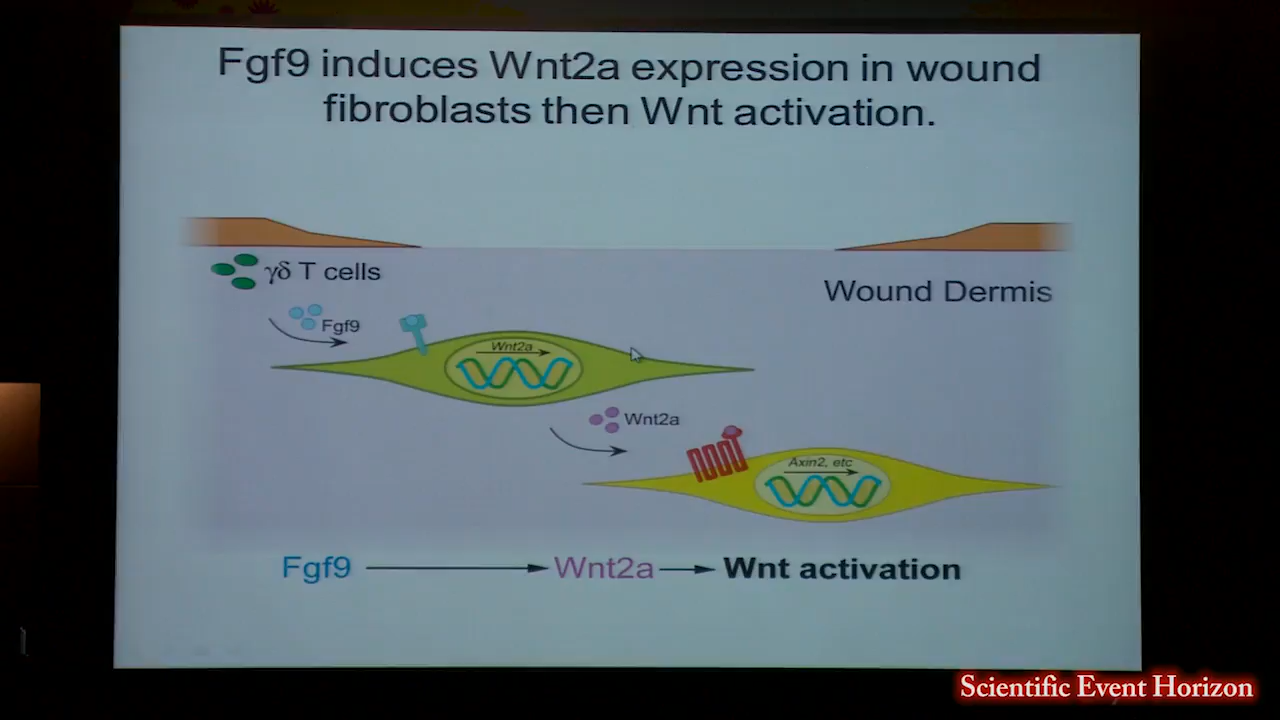 Fgf9 induces Wnt2a expression in wound
fibroblasts then Wnt activation.
γδ T cells
Wound Dermis
Fgf9
Wnt2a
Wnt2a
Axin2, etc
Fgf9 Wnt2a Wnt activation
Scientific Event Horizon